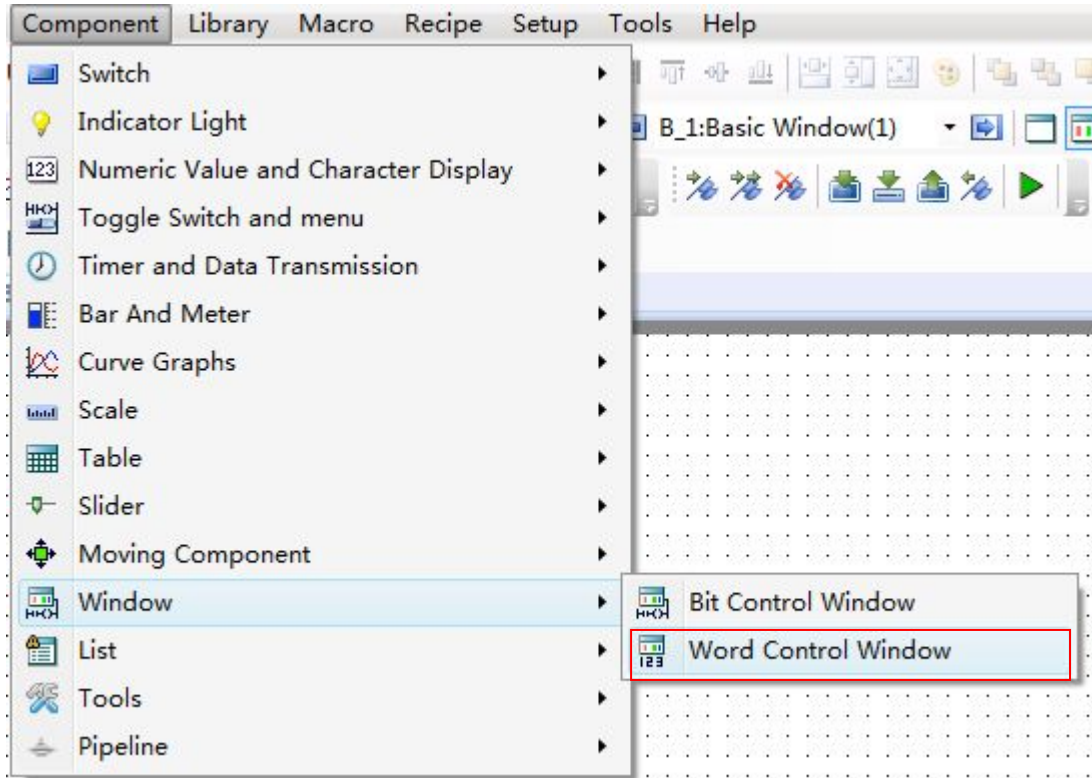 Component Library Macro Recipe Setup Tools Help
Switch
B_1:Basic Window(1)
Indicator Light
123 Numeric Value and Character Display
Toggle Switch and menu
Timer and Data Transmission
Bar And Meter
Curve Graphs
Scale
Table
Slider
Moving Component
Window
Bit Control Window
List
123 Word Control Window
Tools
Pipeline